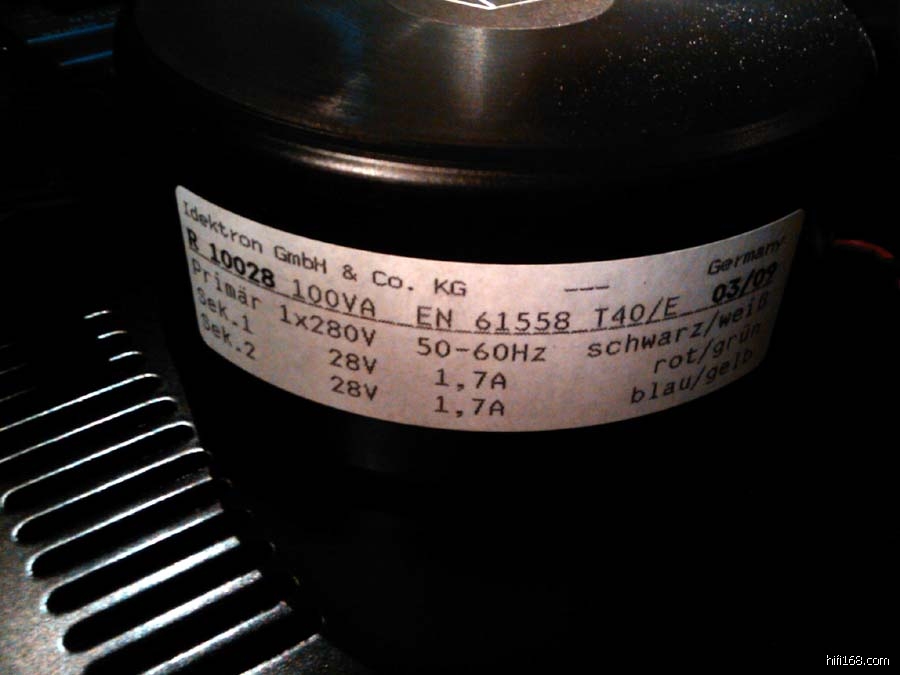 Idektron GmbH & Co. KG --- Germany
R 10028 100VA EN 61558 T40/E 03/09
Primär 1x280V 50-60Hz schwarz/weiß
Sek.1 28V 1,7A rot/grün
Sek.2 28V 1,7A blau/gelb
hifi168.com